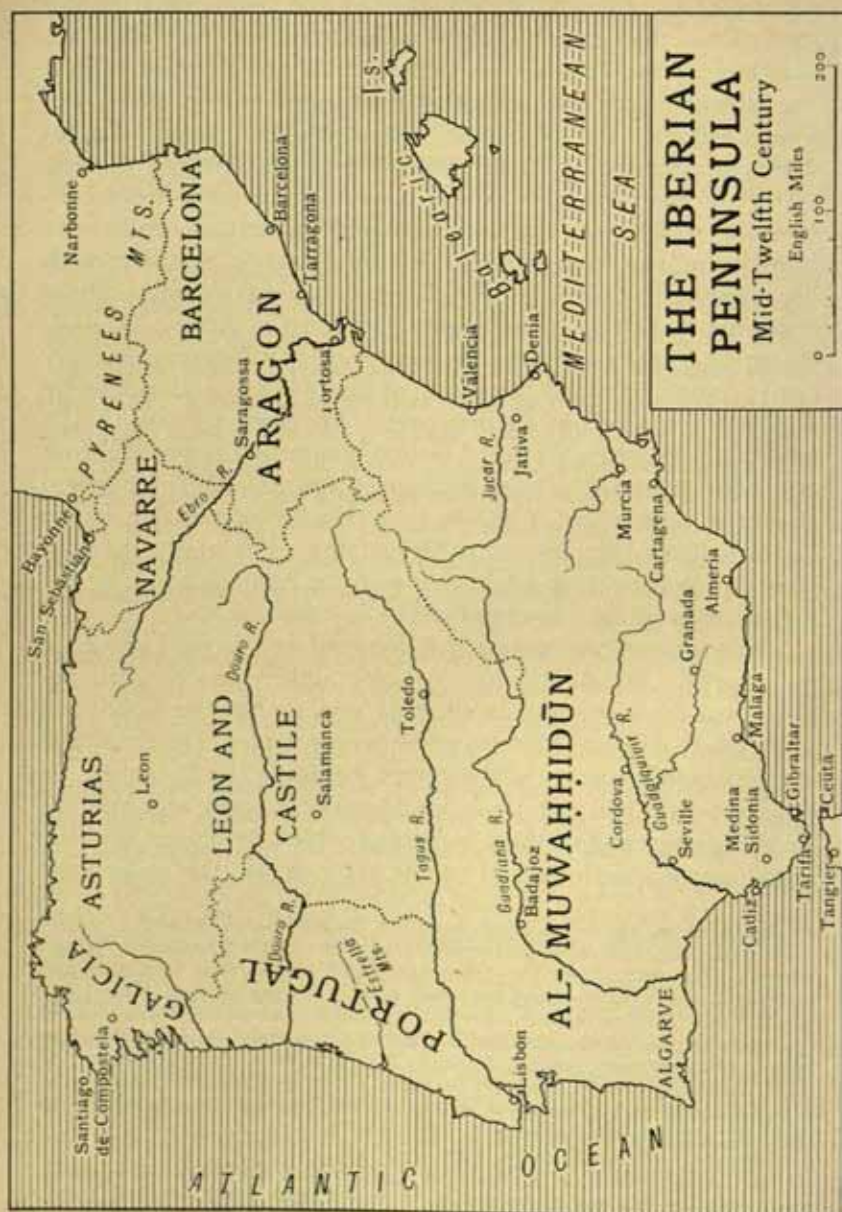 THE IBERIAN
PENINSULA
Mid-Twelfth Century
English Miles
0 100 200
ATLANTIC
OCEAN
MEDITERRANEAN
SEA
Balearic Is.
PYRENEES MTS.
Santiago
de Compostela
GALICIA
ASTURIAS
Leon
LEON AND
CASTILE
Douro R.
Douro R.
Salamanca
San Sebastian
Bayonne
NAVARRE
Ebro R.
Saragossa
ARAGON
Narbonne
BARCELONA
Barcelona
Tarragona
Tortosa
PORTUGAL
Estrella
Mts.
Tagus R.
Toledo
Lisbon
Guadiana R.
Badajoz
AL-MUWAḤḤIDŪN
Jucar R.
Valencia
Jativa
Denia
Murcia
Cartagena
Cordova
Guadalquivir R.
Seville
Granada
Almeria
Malaga
ALGARVE
Medina
Sidonia
Cadiz
Tarifa
Gibraltar
Tangier
Ceuta